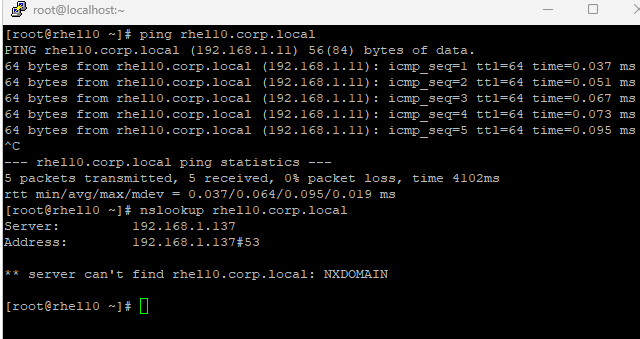 root@localhost:~
[root@rhel10 ~]# ping rhel10.corp.local
PING rhel10.corp.local (192.168.1.11) 56(84) bytes of data.
64 bytes from rhel10.corp.local (192.168.1.11): icmp_seq=1 ttl=64 time=0.037 ms
64 bytes from rhel10.corp.local (192.168.1.11): icmp_seq=2 ttl=64 time=0.051 ms
64 bytes from rhel10.corp.local (192.168.1.11): icmp_seq=3 ttl=64 time=0.067 ms
64 bytes from rhel10.corp.local (192.168.1.11): icmp_seq=4 ttl=64 time=0.073 ms
64 bytes from rhel10.corp.local (192.168.1.11): icmp_seq=5 ttl=64 time=0.095 ms
^C
--- rhel10.corp.local ping statistics ---
5 packets transmitted, 5 received, 0% packet loss, time 4102ms
rtt min/avg/max/mdev = 0.037/0.064/0.095/0.019 ms
[root@rhel10 ~]# nslookup rhel10.corp.local
Server:         192.168.1.137
Address:        192.168.1.137#53
** server can't find rhel10.corp.local: NXDOMAIN
[root@rhel10 ~]#